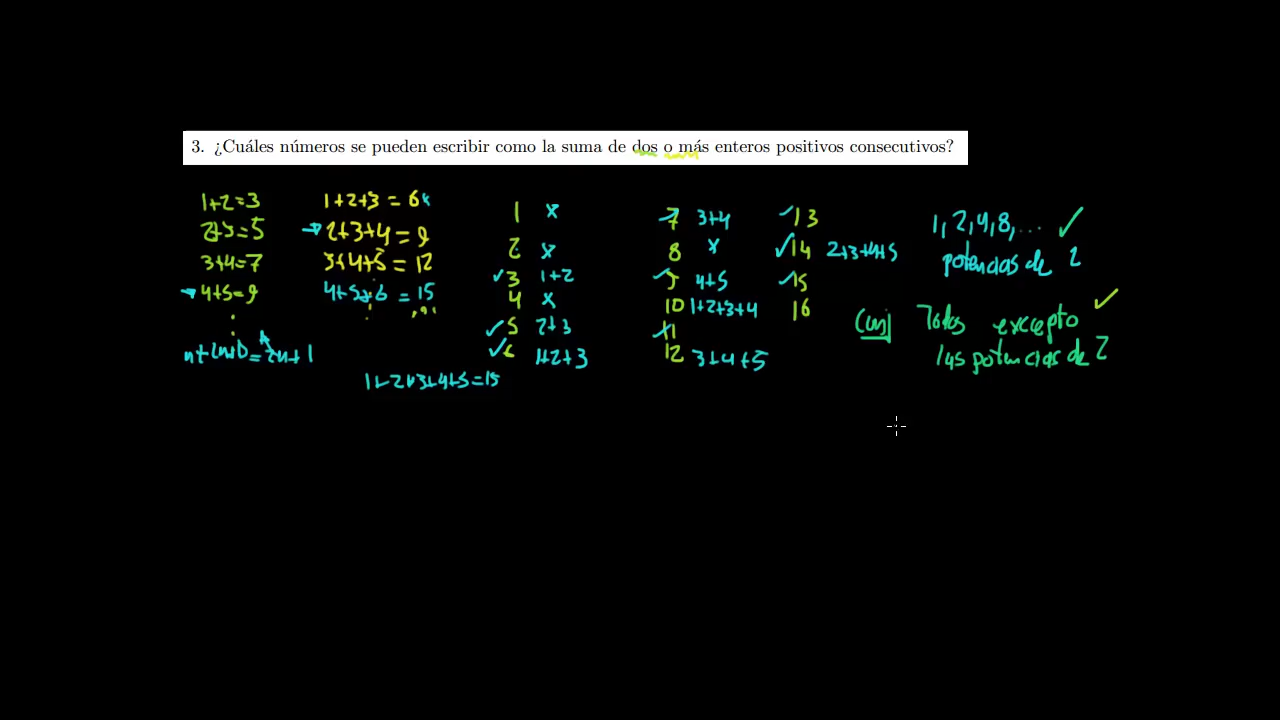 3. ¿Cuáles números se pueden escribir como la suma de dos o más enteros positivos consecutivos?
1+2=3
2+3=5
3+4=7
4+5=9
n+(n+1)=2n+1
1+2+3=6
2+3+4=9
3+4+5=12
4+5+6=15
1+2+3+4+5=15
1 x
2 x
3 1+2
4 x
5 2+3
6 1+2+3
7 3+4
8 x
9 4+5
10 1+2+3+4
11
12 3+4+5
13
14 2+3+4+5
15
16
1, 2, 4, 8, ...
potencias de 2
Todos excepto
las potencias de 2